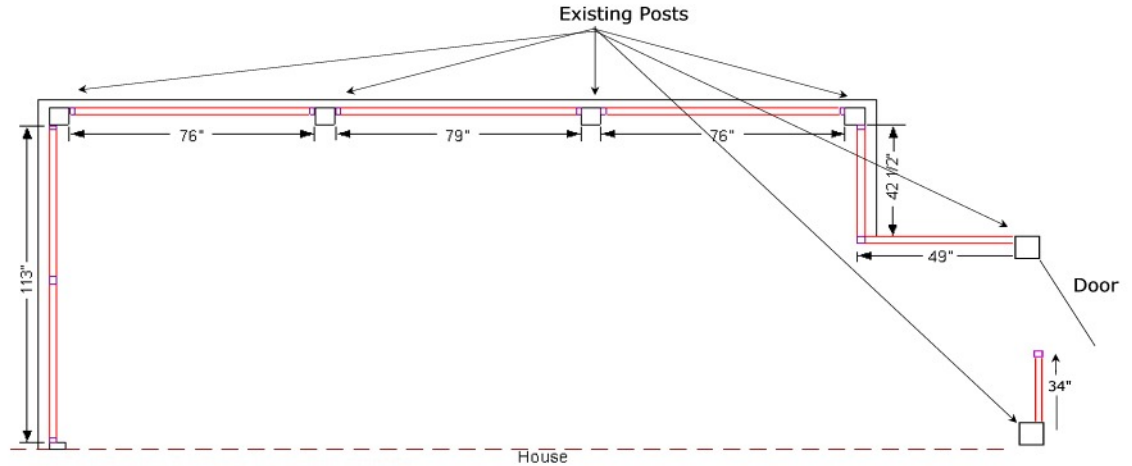 Existing Posts
76"
79"
76"
42 1/2"
113"
49"
Door
34"
House